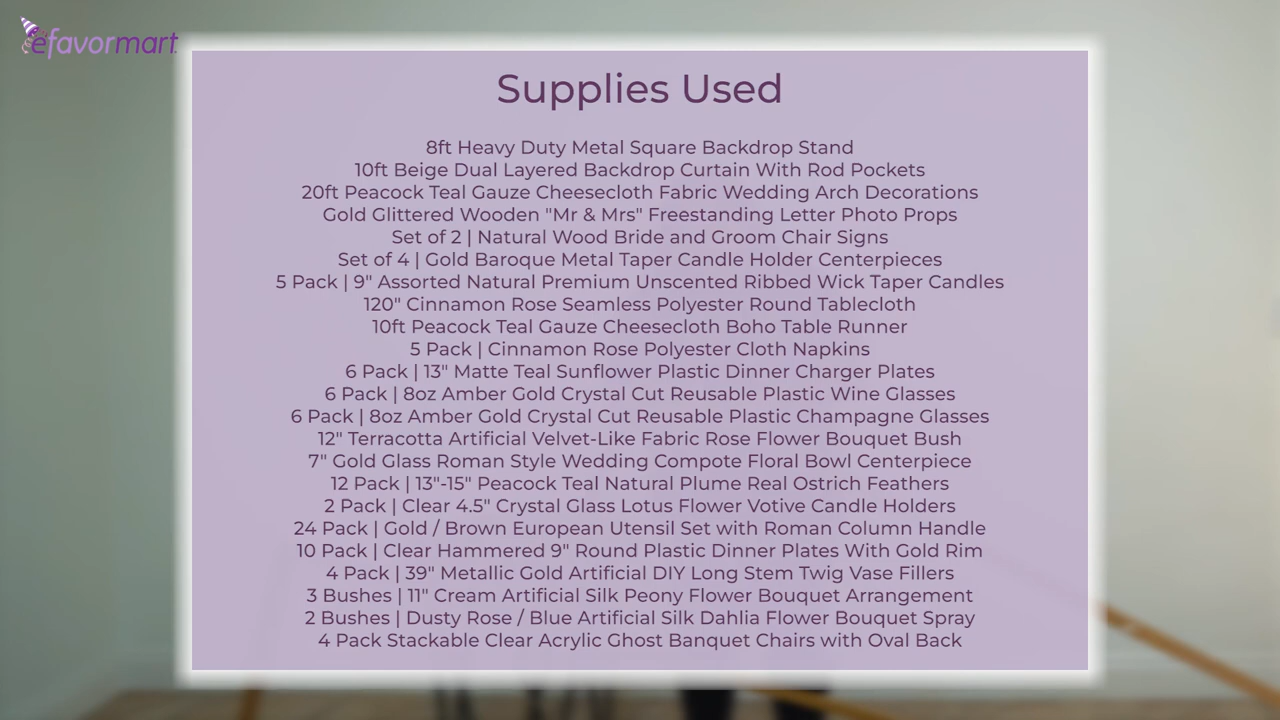 efavormart
Supplies Used
8ft Heavy Duty Metal Square Backdrop Stand
10ft Beige Dual Layered Backdrop Curtain With Rod Pockets
20ft Peacock Teal Gauze Cheesecloth Fabric Wedding Arch Decorations
Gold Glittered Wooden "Mr & Mrs" Freestanding Letter Photo Props
Set of 2 | Natural Wood Bride and Groom Chair Signs
Set of 4 | Gold Baroque Metal Taper Candle Holder Centerpieces
5 Pack | 9" Assorted Natural Premium Unscented Ribbed Wick Taper Candles
120" Cinnamon Rose Seamless Polyester Round Tablecloth
10ft Peacock Teal Gauze Cheesecloth Boho Table Runner
5 Pack | Cinnamon Rose Polyester Cloth Napkins
6 Pack | 13" Matte Teal Sunflower Plastic Dinner Charger Plates
6 Pack | 8oz Amber Gold Crystal Cut Reusable Plastic Wine Glasses
6 Pack | 8oz Amber Gold Crystal Cut Reusable Plastic Champagne Glasses
12" Terracotta Artificial Velvet-Like Fabric Rose Flower Bouquet Bush
7" Gold Glass Roman Style Wedding Compote Floral Bowl Centerpiece
12 Pack | 13"-15" Peacock Teal Natural Plume Real Ostrich Feathers
2 Pack | Clear 4.5" Crystal Glass Lotus Flower Votive Candle Holders
24 Pack | Gold / Brown European Utensil Set with Roman Column Handle
10 Pack | Clear Hammered 9" Round Plastic Dinner Plates With Gold Rim
4 Pack | 39" Metallic Gold Artificial DIY Long Stem Twig Vase Fillers
3 Bushes | 11" Cream Artificial Silk Peony Flower Bouquet Arrangement
2 Bushes | Dusty Rose / Blue Artificial Silk Dahlia Flower Bouquet Spray
4 Pack Stackable Clear Acrylic Ghost Banquet Chairs with Oval Back